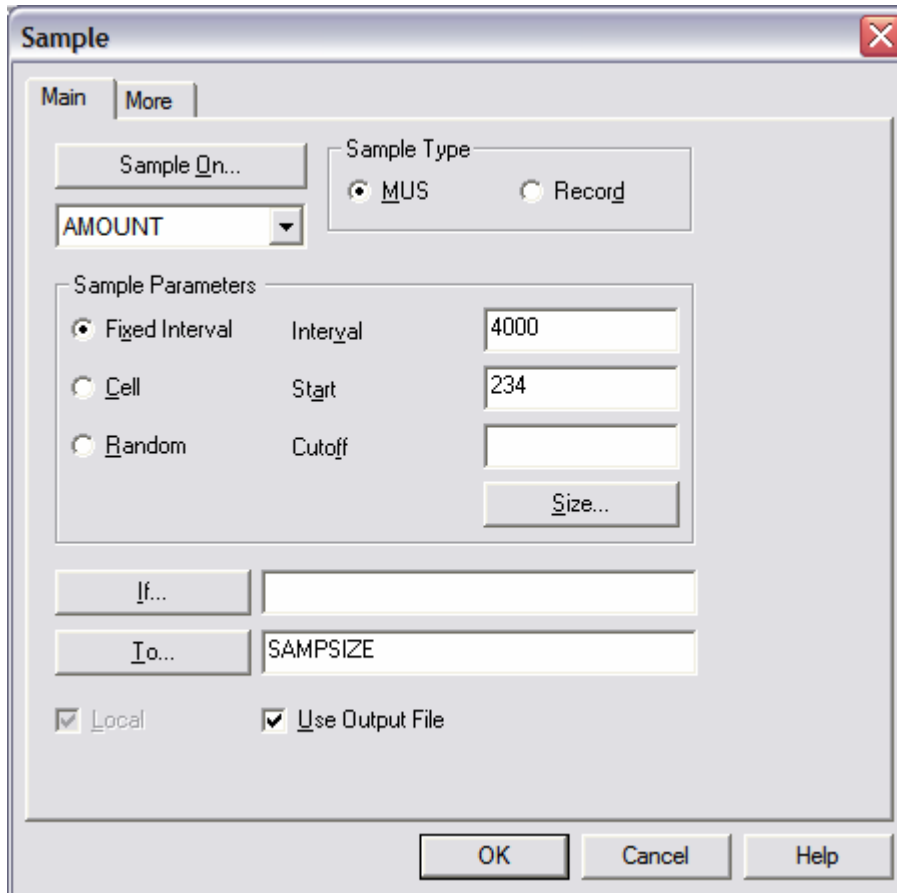 Sample
Main More
Sample On...
Sample Type
MUS Record
AMOUNT
Sample Parameters
Fixed Interval Interval 4000
Cell Start 234
Random Cutoff
Size...
If...
To... SAMPSIZE
Local Use Output File
OK Cancel Help